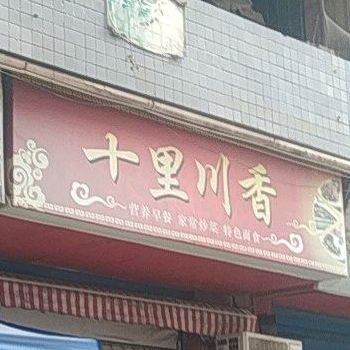 十里川香
营养早餐 家常炒菜 特色面食